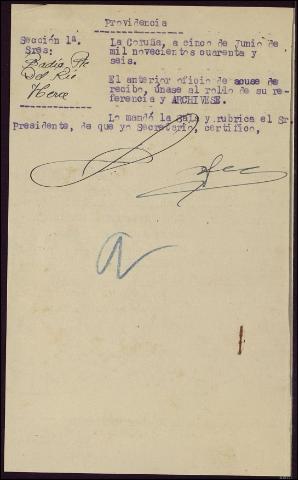 Providencia
Sección 1ª.
Sres:
Badía Pte
Del Río
La Coruña, a cinco de Junio de
mil novecientos cuarenta y
seis.
El anterior oficio de acuse de
recibo, únase al rollo de su re-
ferencia y ARCHIVESE.
Lo mandó la Sala y rubrica el Sr.
Presidente, de que yo Secretario, certifico,